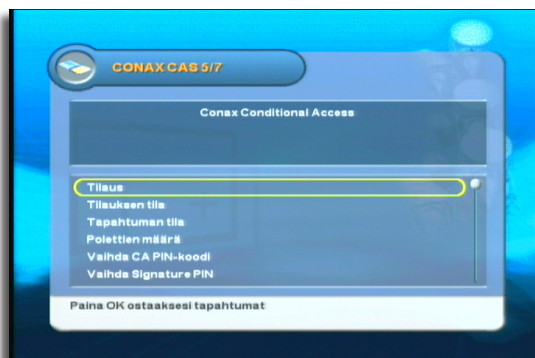 CONAX CAS 5/7
Conax Conditional Access
Tilaus
Tilauksen tila
Tapahtuman tila
Polettien määrä
Vaihda CA PIN-koodi
Vaihda Signature PIN
Paina OK ostaaksesi tapahtumat